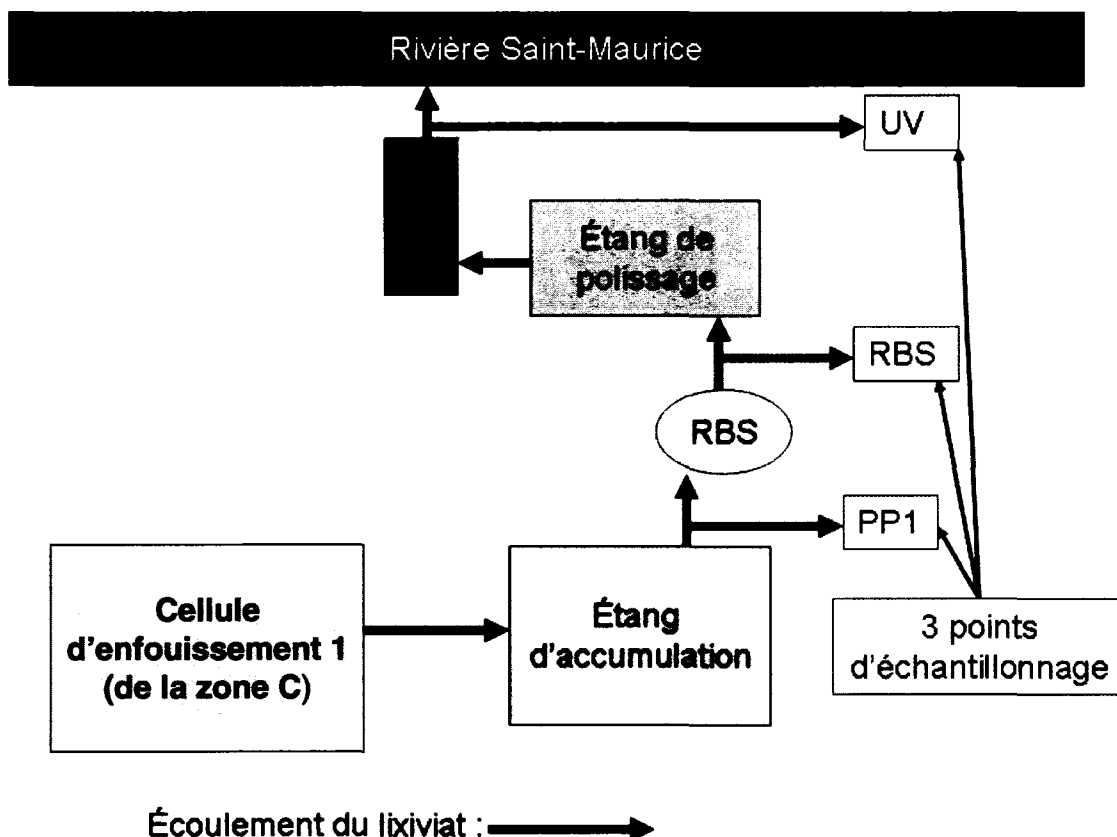 Rivière Saint-Maurice
UV
Étang de
polissage
RBS
RBS
PP1
Cellule
d'enfouissement 1
(de la zone C)
Étang
d'accumulation
3 points
d'échantillonnage
Écoulement du lixiviat :